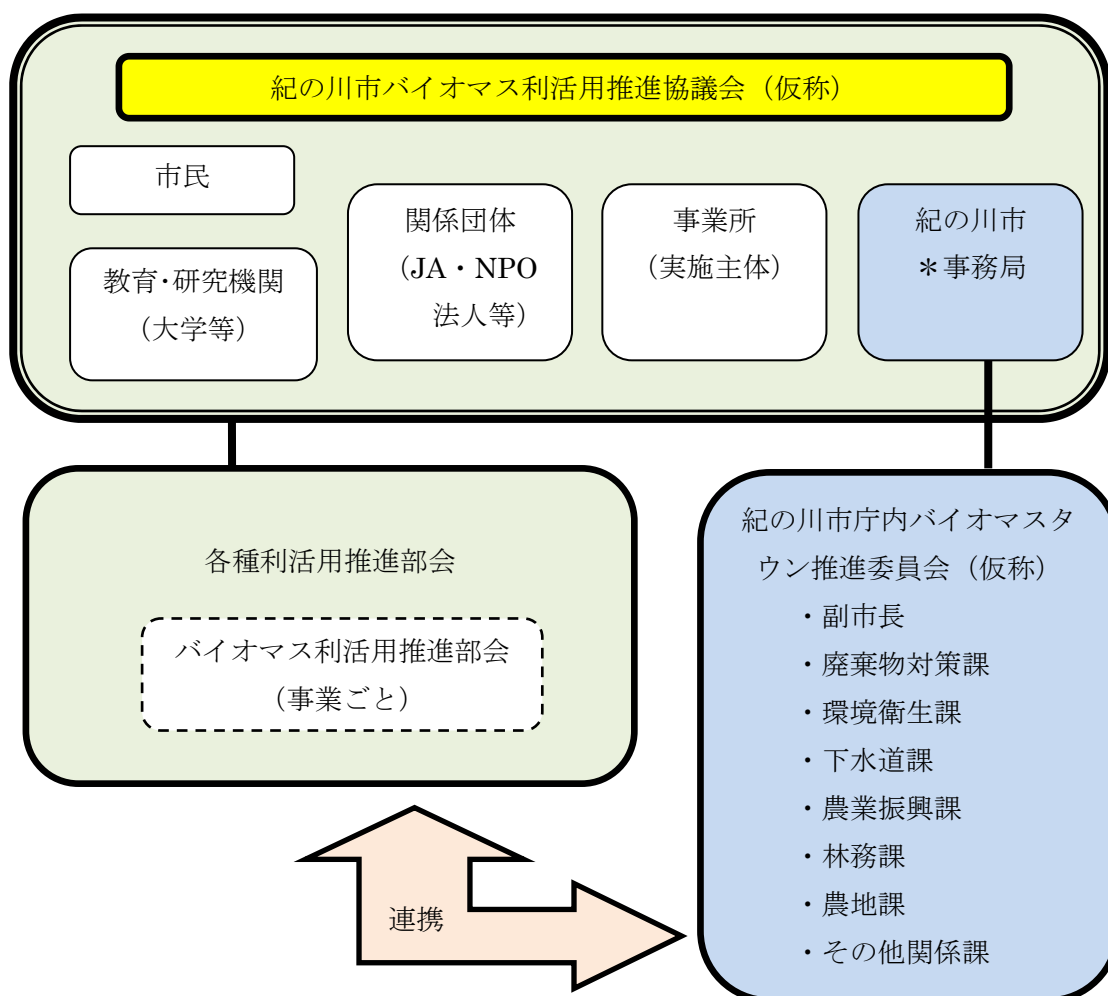 紀の川市バイオマス利活用推進協議会（仮称）
市民
教育・研究機関
（大学等）
関係団体
（JA・NPO
法人等）
事業所
（実施主体）
紀の川市
＊事務局
各種利活用推進部会
バイオマス利活用推進部会
（事業ごと）
紀の川市庁内バイオマスタ
ウン推進委員会（仮称）
・副市長
・廃棄物対策課
・環境衛生課
・下水道課
・農業振興課
・林務課
・農地課
・その他関係課
連携